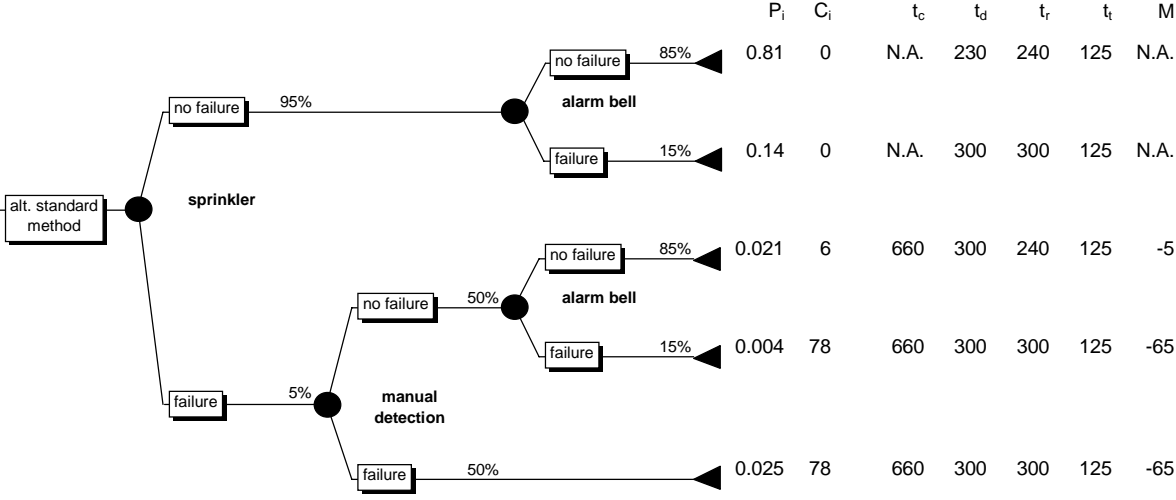 Pi Ci tc td tr tt M
no failure 85% 0.81 0 N.A. 230 240 125 N.A.
no failure 95% alarm bell
failure 15% 0.14 0 N.A. 300 300 125 N.A.
alt. standard
method
sprinkler
no failure 85% 0.021 6 660 300 240 125 -5
no failure 50% alarm bell
failure 15% 0.004 78 660 300 300 125 -65
failure 5% manual
detection
failure 50% 0.025 78 660 300 300 125 -65